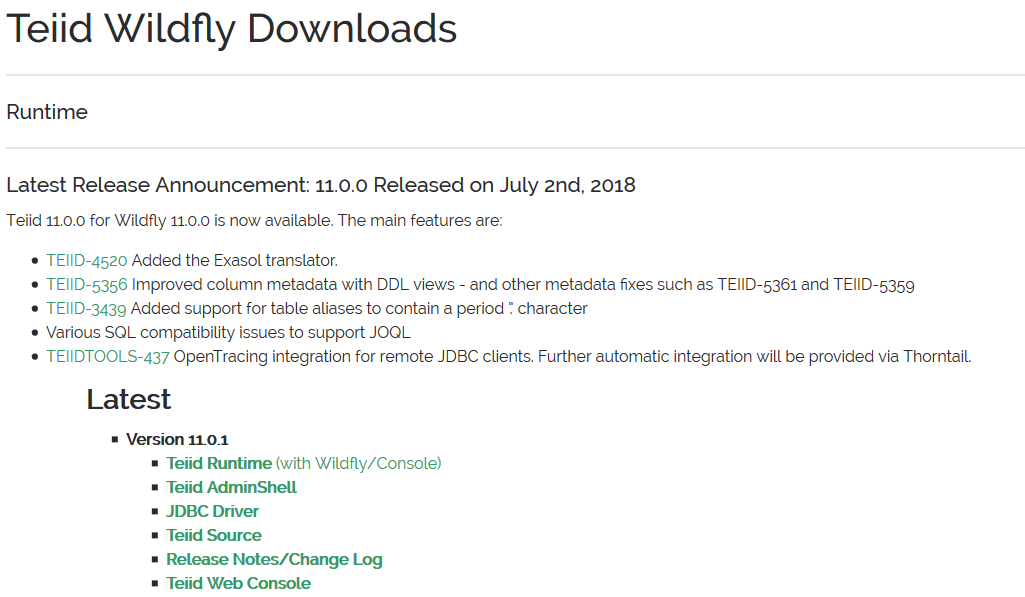 Teiid Wildfly Downloads
Runtime
Latest Release Announcement: 11.0.0 Released on July 2nd, 2018
Teiid 11.0.0 for Wildfly 11.0.0 is now available. The main features are:
TEIID-4520 Added the Exasol translator.
TEIID-5356 Improved column metadata with DDL views - and other metadata fixes such as TEIID-5361 and TEIID-5359
TEIID-3439 Added support for table aliases to contain a period '.' character
Various SQL compatibility issues to support JOQL
TEIIDTOOLS-437 OpenTracing integration for remote JDBC clients. Further automatic integration will be provided via Thorntail.
Latest
Version 11.0.1
Teiid Runtime (with Wildfly/Console)
Teiid AdminShell
JDBC Driver
Teiid Source
Release Notes/Change Log
Teiid Web Console